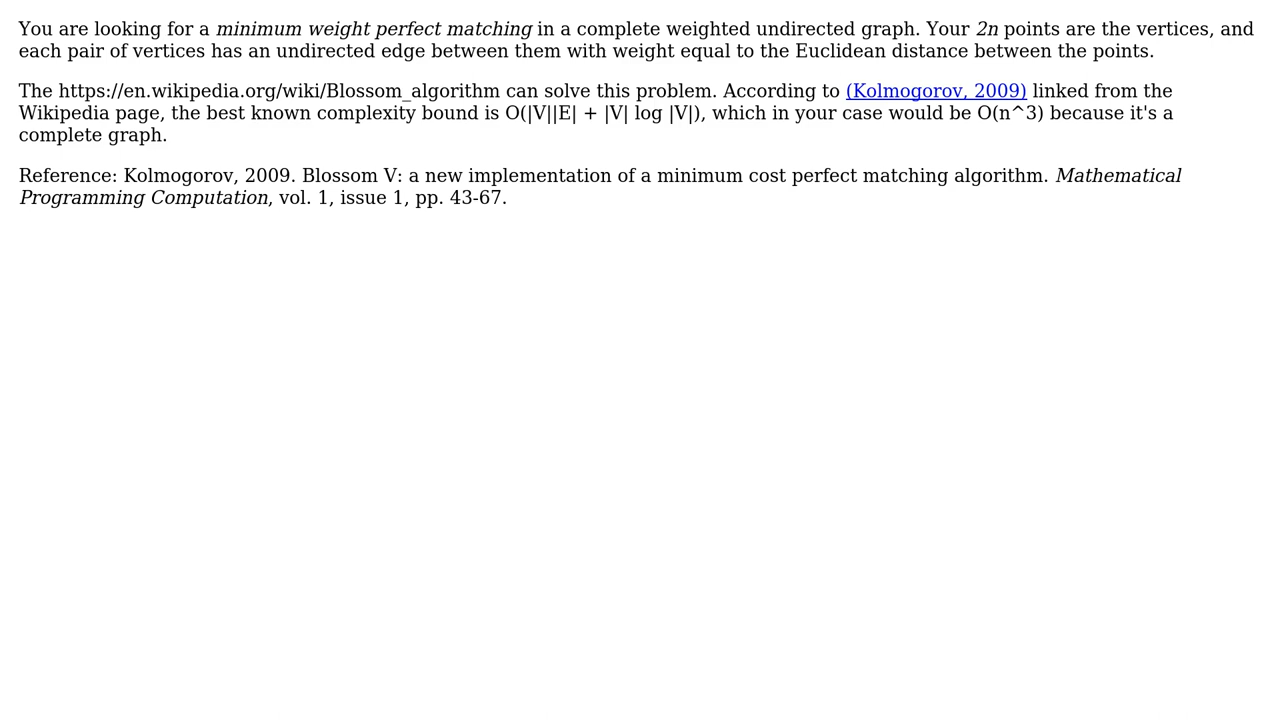 You are looking for a minimum weight perfect matching in a complete weighted undirected graph. Your 2n points are the vertices, and
each pair of vertices has an undirected edge between them with weight equal to the Euclidean distance between the points.
The https://en.wikipedia.org/wiki/Blossom_algorithm can solve this problem. According to (Kolmogorov, 2009) linked from the
Wikipedia page, the best known complexity bound is O(|V||E| + |V| log |V|), which in your case would be O(n^3) because it's a
complete graph.
Reference: Kolmogorov, 2009. Blossom V: a new implementation of a minimum cost perfect matching algorithm. Mathematical
Programming Computation, vol. 1, issue 1, pp. 43-67.